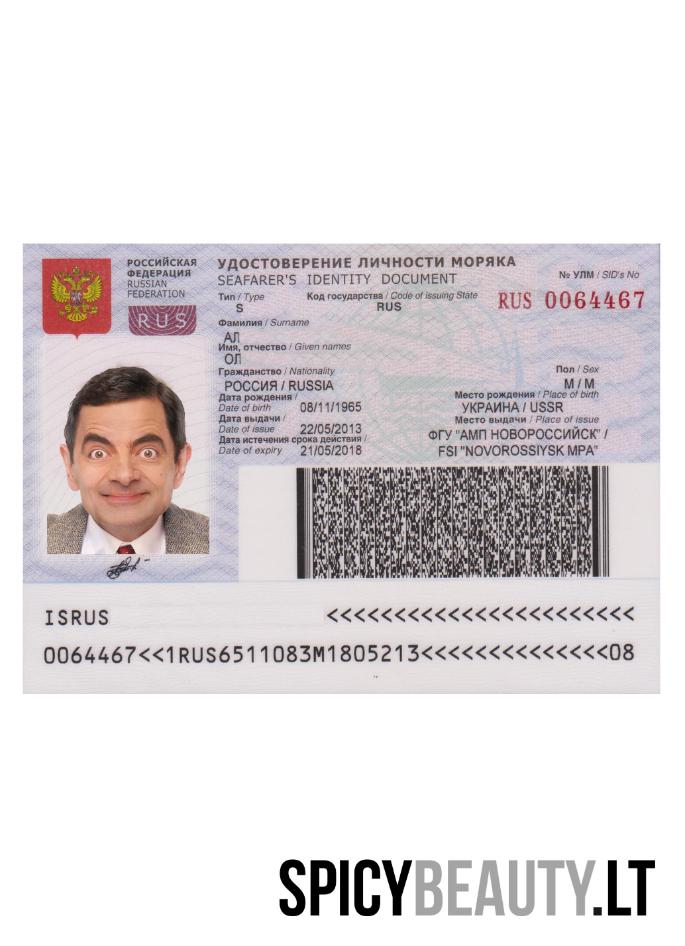 РОССИЙСКАЯ
ФЕДЕРАЦИЯ
RUSSIAN
FEDERATION
RUS
УДОСТОВЕРЕНИЕ ЛИЧНОСТИ МОРЯКА
SEAFARER'S IDENTITY DOCUMENT
№ УЛМ / SID's No
Тип / Type
Код государства / Code of issuing State
S
RUS
RUS 0064467
Фамилия / Surname
АЛ
Имя, отчество / Given names
ОЛ
Гражданство / Nationality
Пол / Sex
РОССИЯ / RUSSIA
М / M
Дата рождения /
Date of birth 08/11/1965
Место рождения / Place of birth
УКРАИНА / USSR
Дата выдачи /
Date of issue 22/05/2013
Место выдачи / Place of issue
ФГУ "АМП НОВОРОССИЙСК" /
Дата истечения срока действия /
Date of expiry 21/05/2018
FSI "NOVOROSSIYSK MPA"
ISRUS <<<<<<<<<<<<<<<<<<<<<<<
0064467<<1RUS6511083M1805213<<<<<<<<<<<<<<08
SPICYBEAUTY.LT